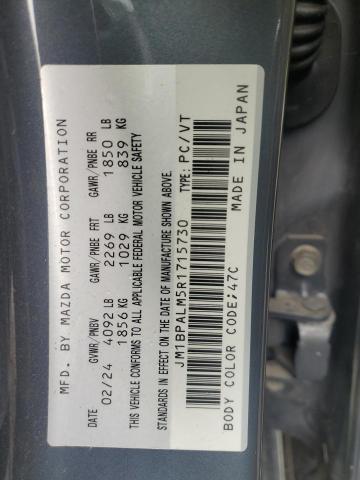 MFD. BY MAZDA MOTOR CORPORATION
DATE GVWR/PNBV GAWR/PNBE FRT GAWR/PNBE RR
02/24 4092 LB 2269 LB 1850 LB
1856 KG 1029 KG 839 KG
THIS VEHICLE CONFORMS TO ALL APPLICABLE FEDERAL MOTOR VEHICLE SAFETY
STANDARDS IN EFFECT ON THE DATE OF MANUFACTURE SHOWN ABOVE.
JM1BPALM5R1715730 TYPE: PC/VT
BODY COLOR CODE;47C MADE IN JAPAN